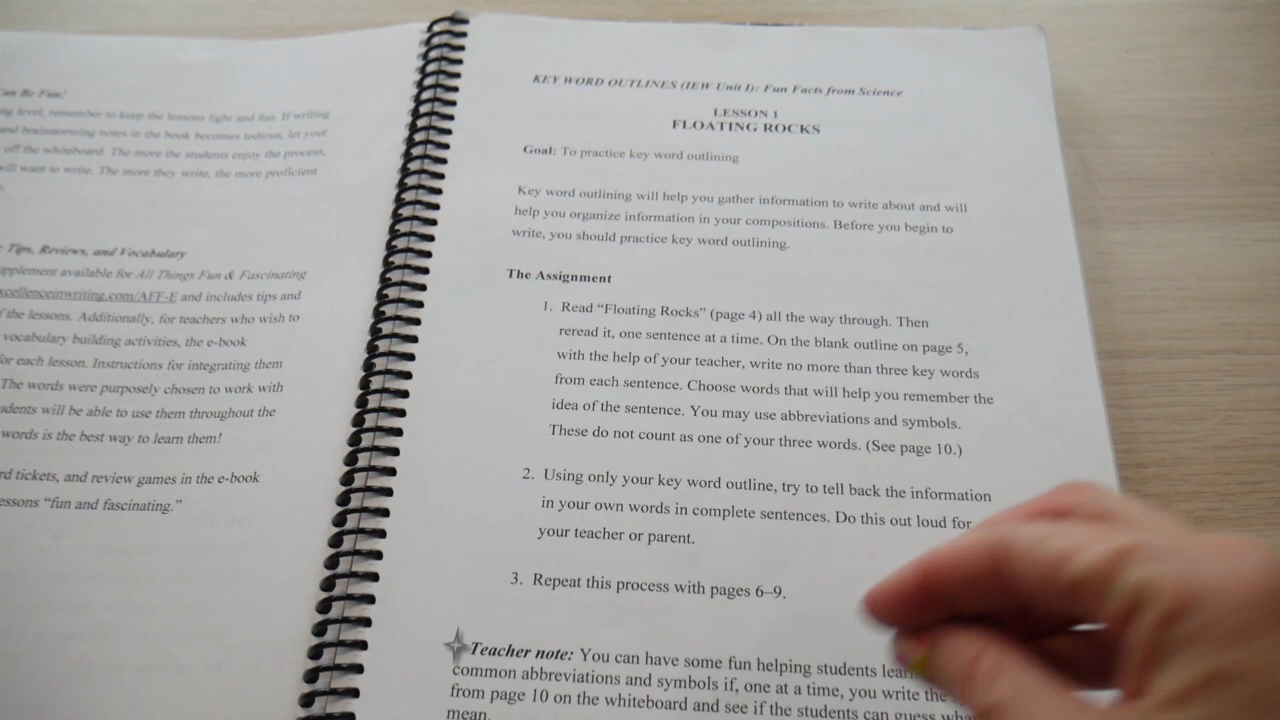 Can Be Fun!
ng level, remember to keep the lessons light and fun. If writing
and brainstorming notes in the book becomes tedious, let your
off the whiteboard. The more the students enjoy the process,
will want to write. The more they write, the more proficient
Tips, Reviews, and Vocabulary
upplement available for All Things Fun & Fascinating
xcellenceinwriting.com/AFF-E and includes tips and
f the lessons. Additionally, for teachers who wish to
vocabulary building activities, the e-book
or each lesson. Instructions for integrating them
The words were purposely chosen to work with
udents will be able to use them throughout the
words is the best way to learn them!
rd tickets, and review games in the e-book
essons “fun and fascinating.”
KEY WORD OUTLINES (IEW Unit I): Fun Facts from Science
LESSON 1
FLOATING ROCKS
Goal: To practice key word outlining
Key word outlining will help you gather information to write about and will
help you organize information in your compositions. Before you begin to
write, you should practice key word outlining.
The Assignment
1. Read “Floating Rocks” (page 4) all the way through. Then
reread it, one sentence at a time. On the blank outline on page 5,
with the help of your teacher, write no more than three key words
from each sentence. Choose words that will help you remember the
idea of the sentence. You may use abbreviations and symbols.
These do not count as one of your three words. (See page 10.)
2. Using only your key word outline, try to tell back the information
in your own words in complete sentences. Do this out loud for
your teacher or parent.
3. Repeat this process with pages 6–9.
Teacher note: You can have some fun helping students lear
common abbreviations and symbols if, one at a time, you write the
from page 10 on the whiteboard and see if the students can guess what
mean.